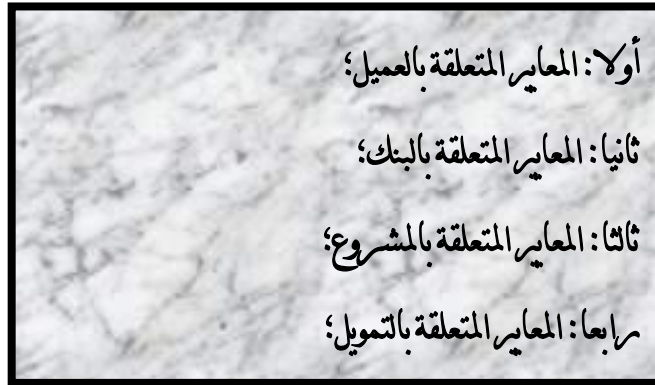 أولا: المعايير المتعلقة بالعميل؛
ثانيا: المعايير المتعلقة بالبنك؛
ثالثا: المعايير المتعلقة بالمشروع؛
رابعا: المعايير المتعلقة بالتمويل؛